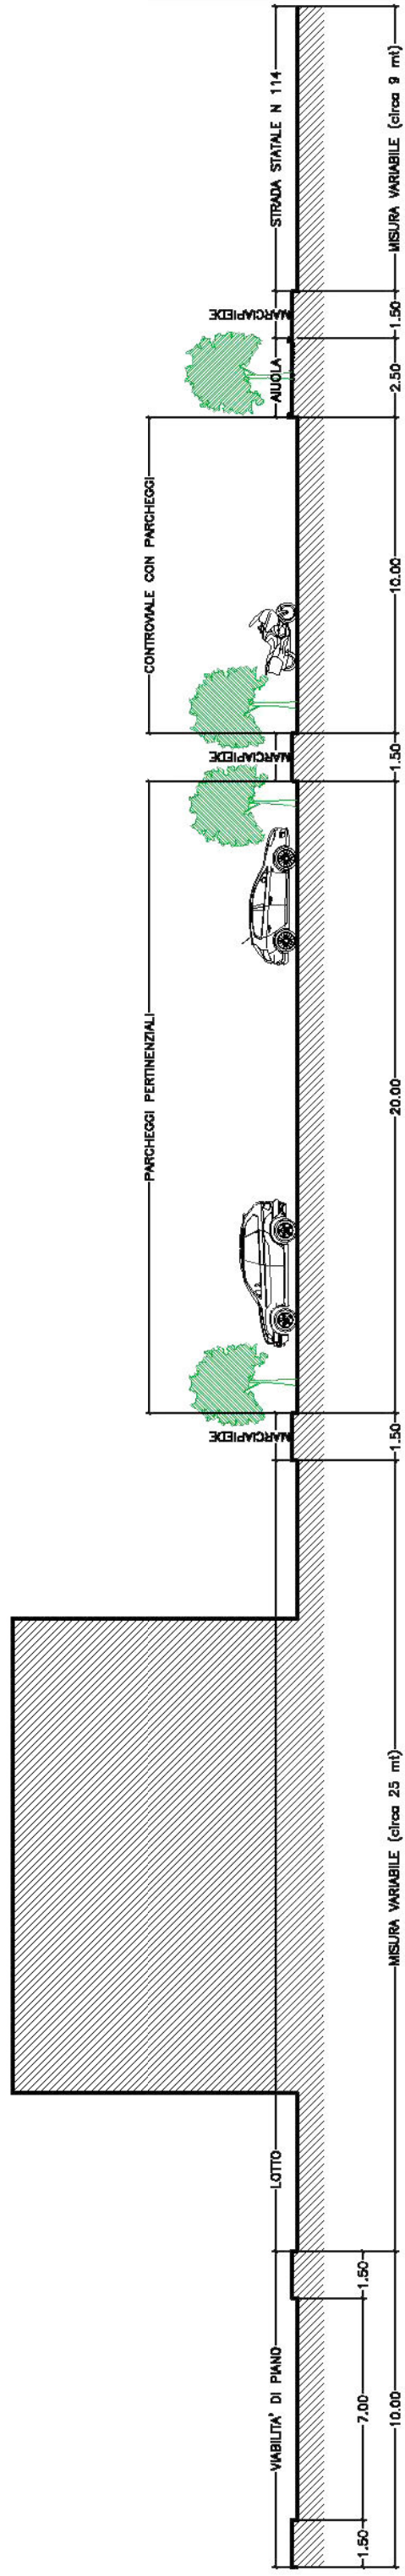 CONTROVIALE CON PARCHEGGI
PARCHEGGI PERTINENZIALI
MARCIAPIEDE
MARCIAPIEDE
MARCIAPIEDE
VIABILITA' DI PIANO
LOTTO
AIUOLA
STRADA STATALE N 114
1.50
7.00
1.50
10.00
MISURA VARIABILE (circa 25 mt)
1.50
20.00
1.50
10.00
2.50
1.50
MISURA VARIABILE (circa 9 mt)